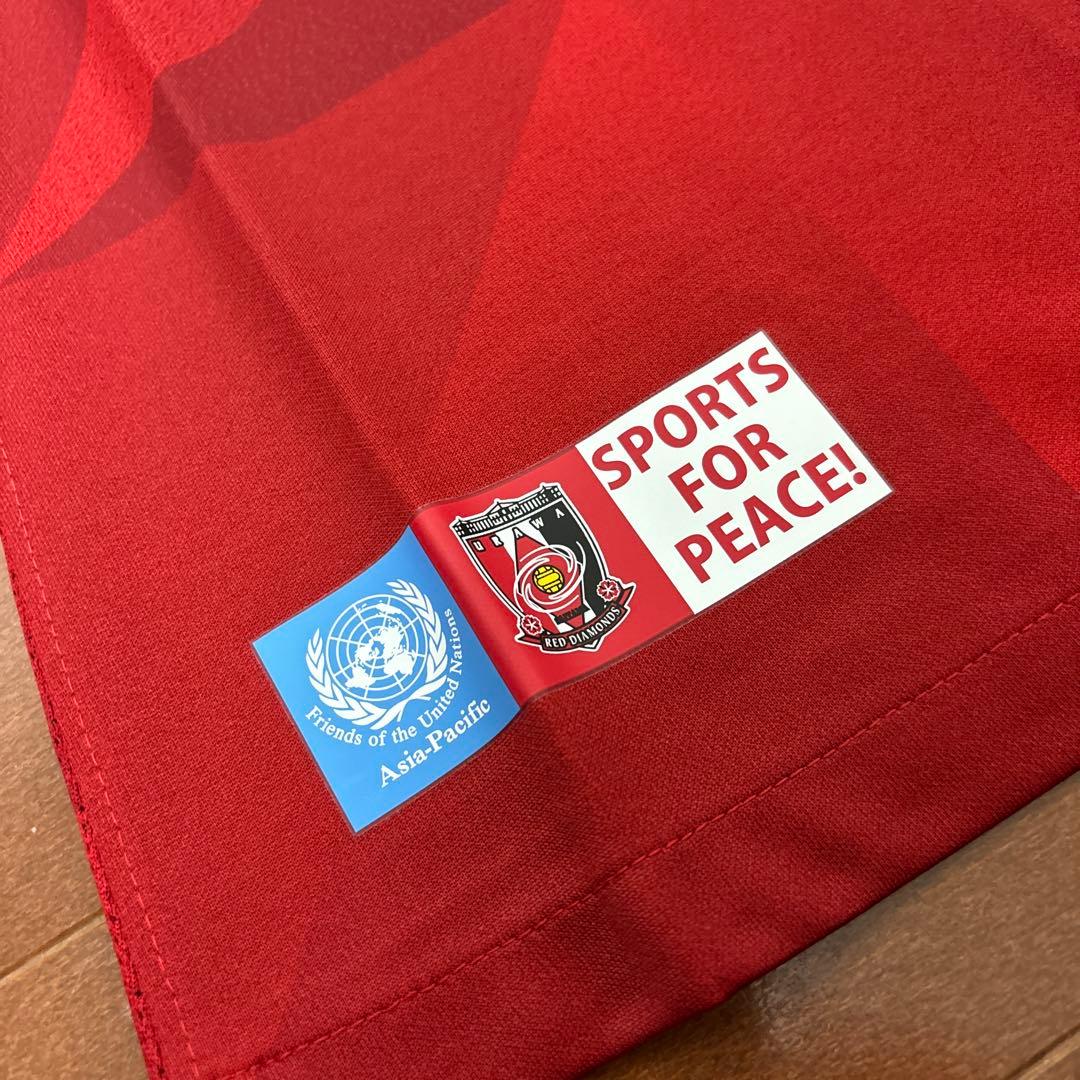 Friends of the United Nations
Asia-Pacific
URAWA
RED DIAMONDS
SPORTS
FOR
PEACE!